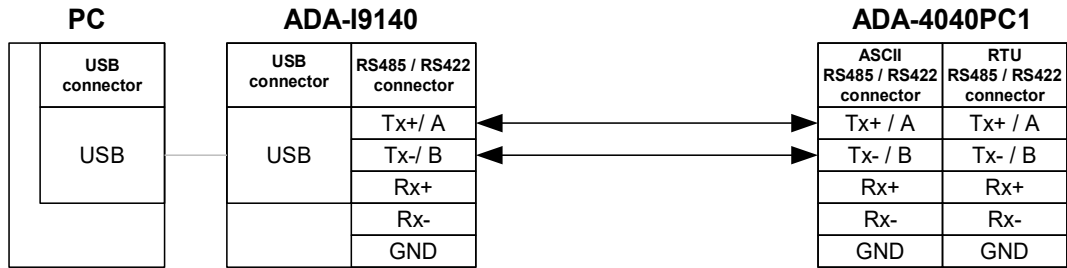 PC
ADA-I9140
ADA-4040PC1
USB
connector
USB
connector
RS485 / RS422
connector
ASCII
RS485 / RS422
connector
RTU
RS485 / RS422
connector
USB
USB
Tx+/ A
Tx-/ B
Rx+
Rx-
GND
Tx+ / A
Tx+ / A
Tx- / B
Tx- / B
Rx+
Rx+
Rx-
Rx-
GND
GND